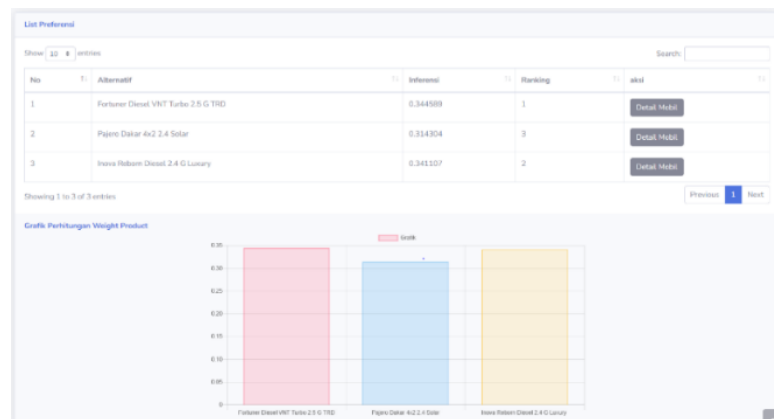 List Preferensi
Show 10 entries
Search:
No Alternatif Inferensi Ranking aksi
1 Fortuner Diesel VNT Turbo 2.5 G TRD 0.344589 1 Detail Mobil
2 Pajero Dakar 4x2 2.4 Solar 0.314304 3 Detail Mobil
3 Inova Reborn Diesel 2.4 G Luxury 0.341107 2 Detail Mobil
Showing 1 to 3 of 3 entries
Previous 1 Next
Grafik Perhitungan Weight Product
Grafik
0.35
0.30
0.25
0.20
0.15
0.10
0.05
0
Fortuner Diesel VNT Turbo 2.5 G TRD Pajero Dakar 4x2 2.4 Solar Inova Reborn Diesel 2.4 G Luxury